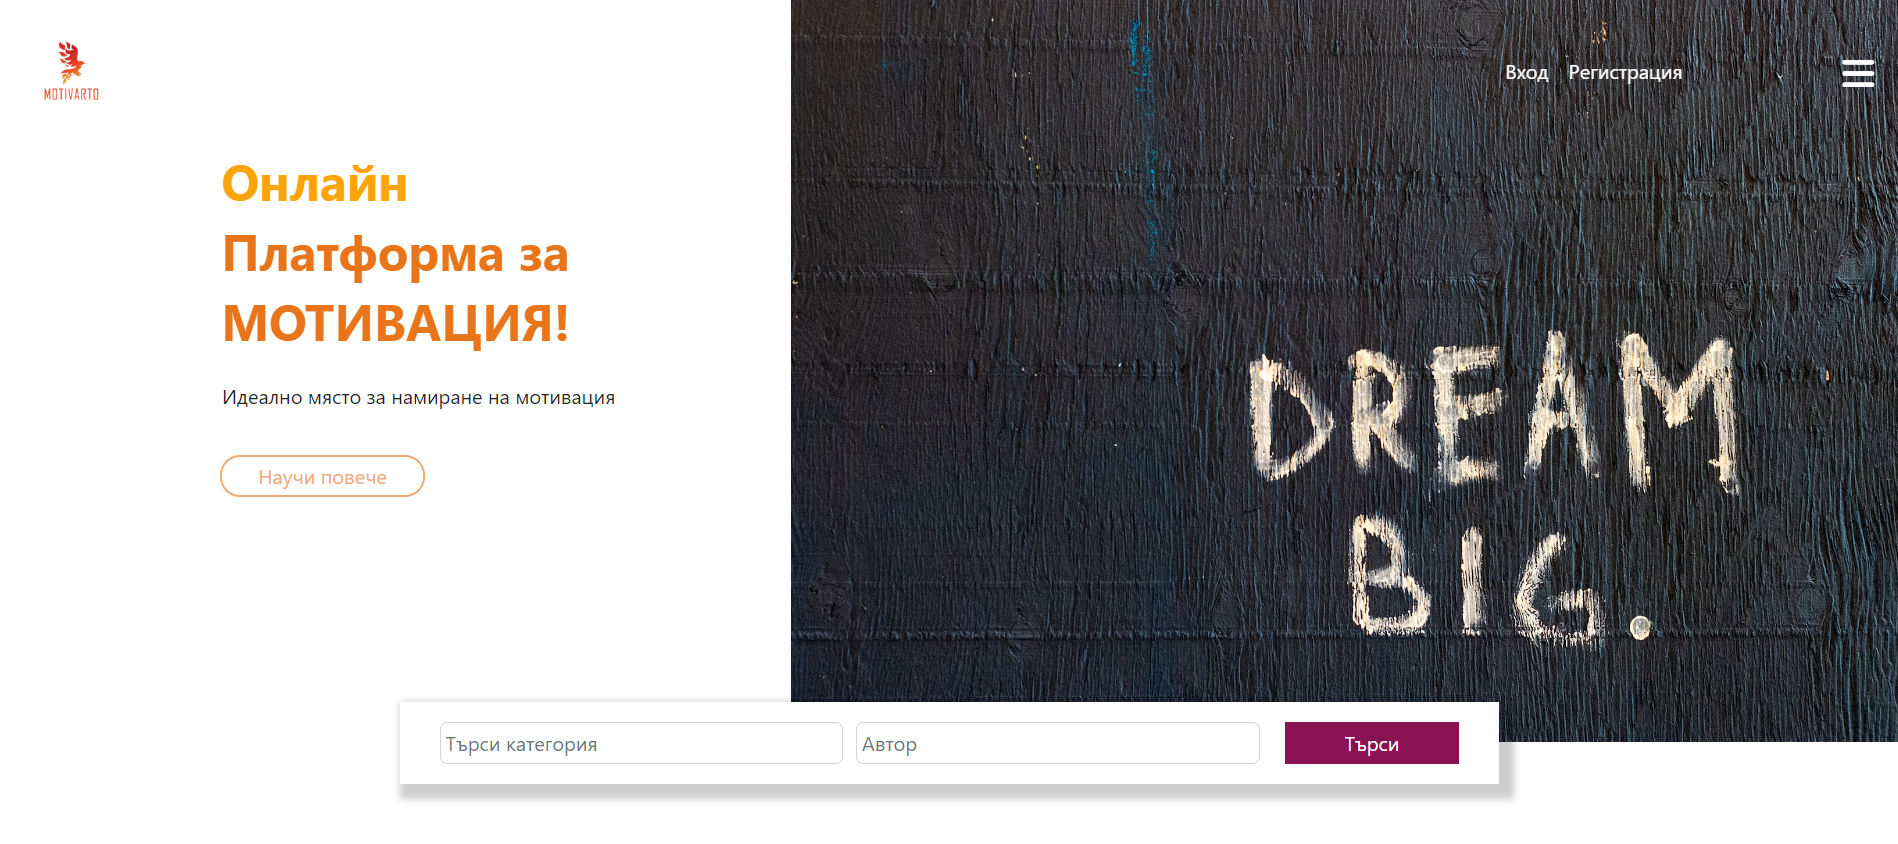 MOTIVARTO
Вход Регистрация
Онлайн
Платформа за
МОТИВАЦИЯ!
Идеално място за намиране на мотивация
Научи повече
DREAM
BIG.
Търси категория Автор Търси